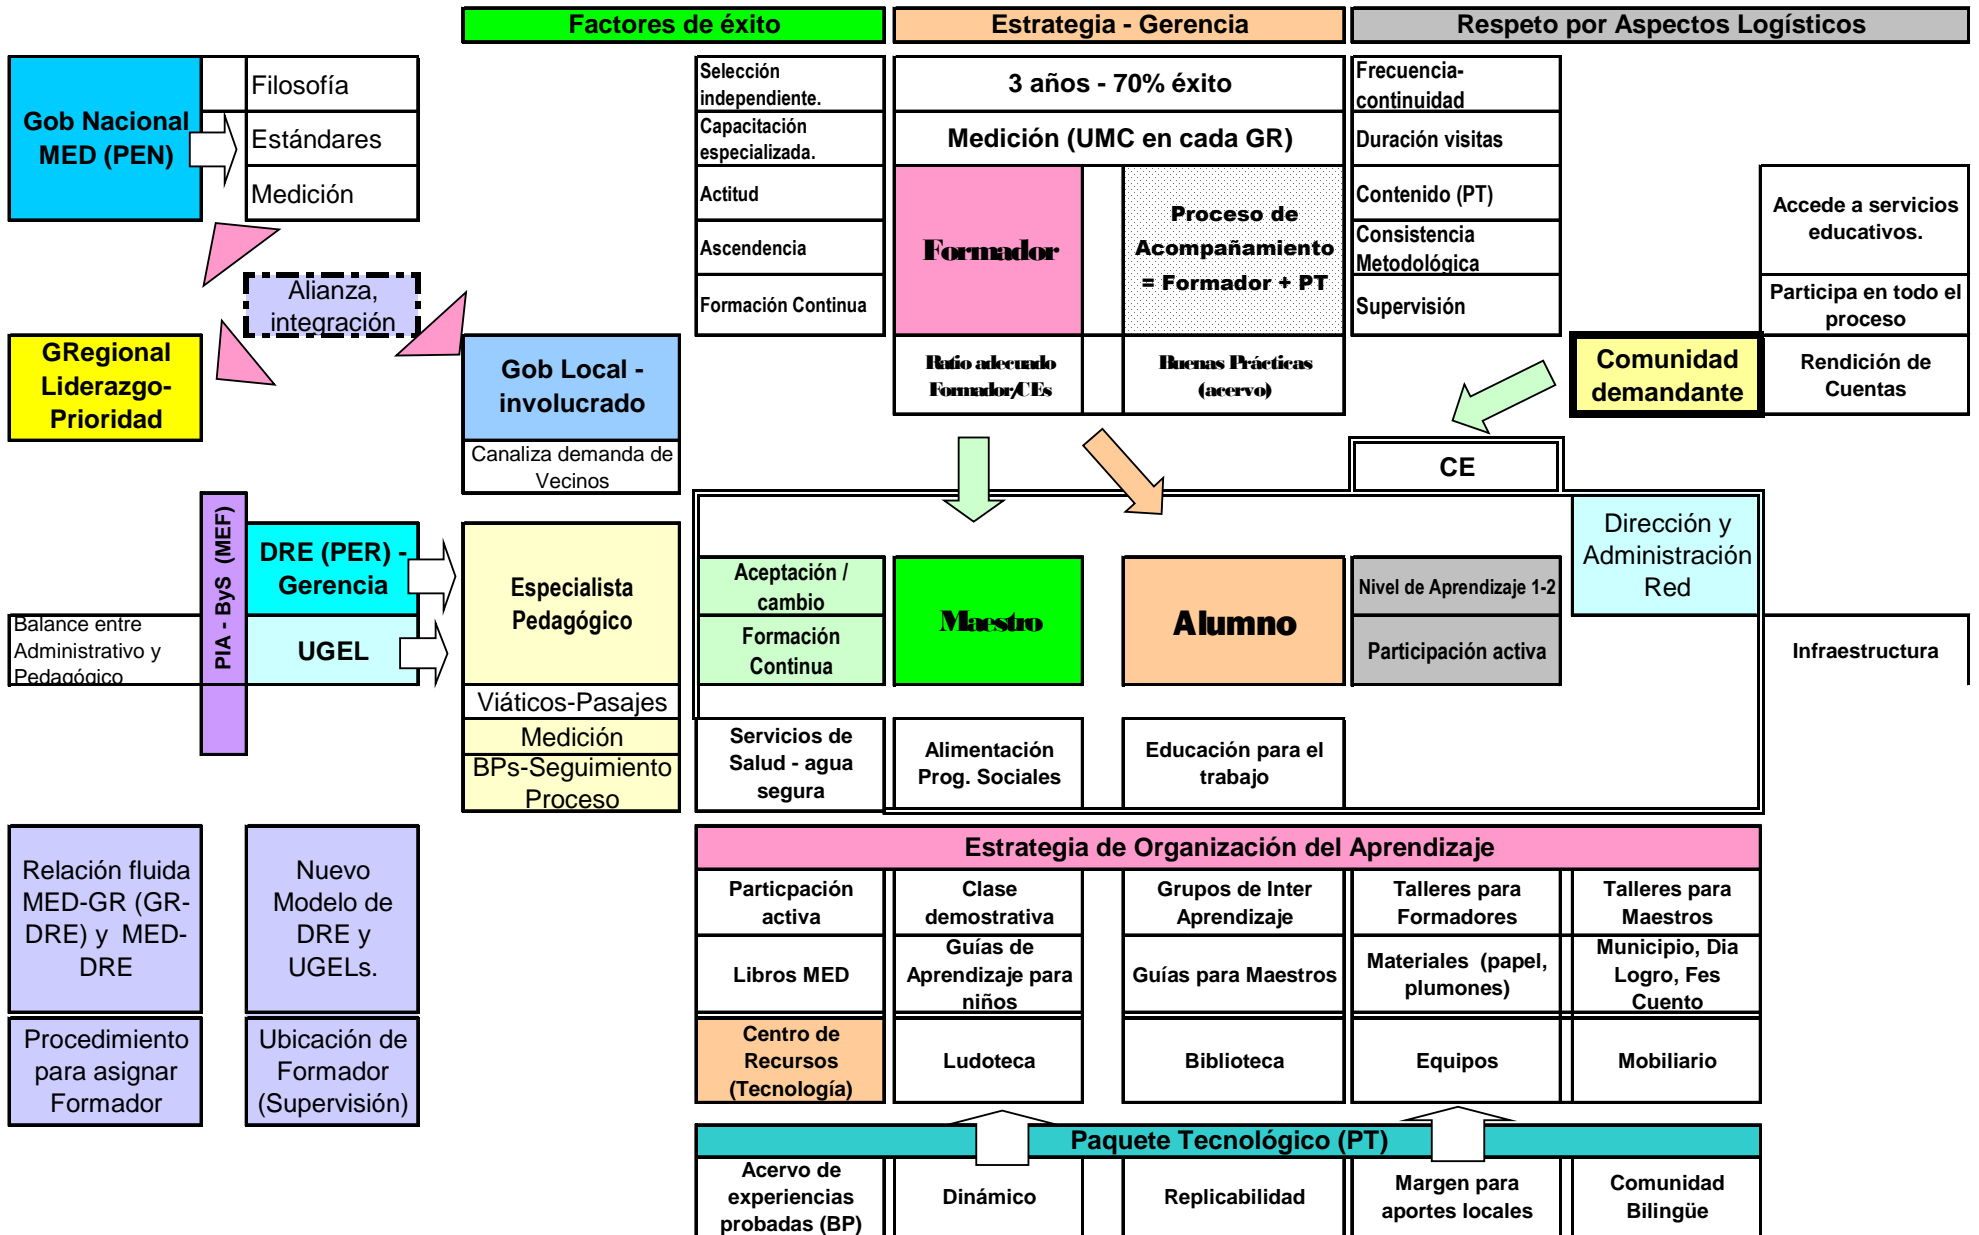 Factores de éxito
Estrategia - Gerencia
Respeto por Aspectos Logísticos
Gob Nacional
MED (PEN)
Filosofía
Estándares
Medición
Selección
independiente.
Capacitación
especializada.
Actitud
Ascendencia
Formación Continua
3 años - 70% éxito
Medición (UMC en cada GR)
Formador
Proceso de
Acompañamiento
= Formador + PT
Ratio adecuado
Formador/CEs
Buenas Prácticas
(acervo)
Frecuencia-
continuidad
Duración visitas
Contenido (PT)
Consistencia
Metodológica
Supervisión
Accede a servicios
educativos.
Participa en todo el
proceso
Rendición de
Cuentas
Comunidad
demandante
Alianza,
integración
GRegional
Liderazgo-
Prioridad
Gob Local -
involucrado
Canaliza demanda de
Vecinos
CE
PIA - ByS (MEF)
DRE (PER) -
Gerencia
UGEL
Balance entre
Administrativo y
Pedagógico
Especialista
Pedagógico
Viáticos-Pasajes
Medición
BPs-Seguimiento
Proceso
Aceptación /
cambio
Formación
Continua
Maestro
Alumno
Nivel de Aprendizaje 1-2
Participación activa
Dirección y
Administración
Red
Infraestructura
Servicios de
Salud - agua
segura
Alimentación
Prog. Sociales
Educación para el
trabajo
Relación fluida
MED-GR (GR-
DRE) y MED-
DRE
Nuevo
Modelo de
DRE y
UGELs.
Procedimiento
para asignar
Formador
Ubicación de
Formador
(Supervisión)
Estrategia de Organización del Aprendizaje
Particpación
activa
Clase
demostrativa
Grupos de Inter
Aprendizaje
Talleres para
Formadores
Talleres para
Maestros
Libros MED
Guías de
Aprendizaje para
niños
Guías para Maestros
Materiales (papel,
plumones)
Municipio, Dia
Logro, Fes
Cuento
Centro de
Recursos
(Tecnología)
Ludoteca
Biblioteca
Equipos
Mobiliario
Paquete Tecnológico (PT)
Acervo de
experiencias
probadas (BP)
Dinámico
Replicabilidad
Margen para
aportes locales
Comunidad
Bilingüe